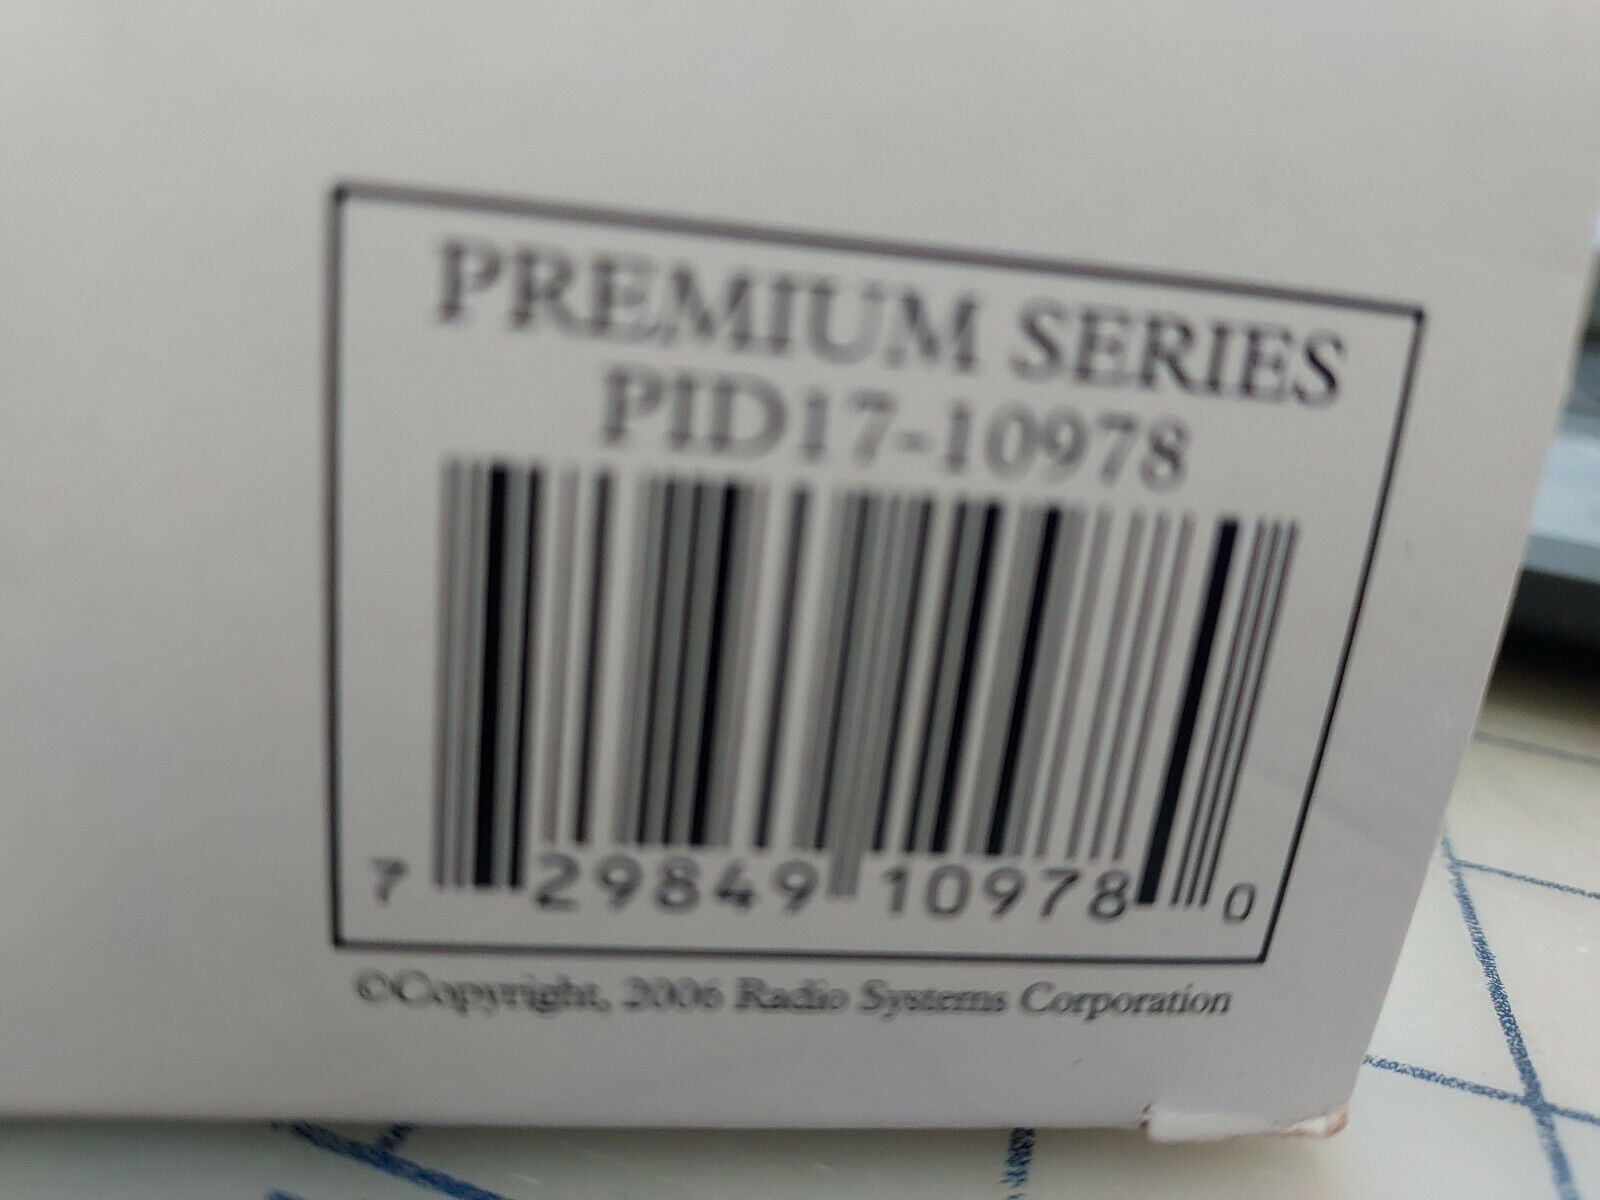 PREMIUM SERIES
PID17-10978
7 29849 10978 0
©Copyright, 2006 Radio Systems Corporation